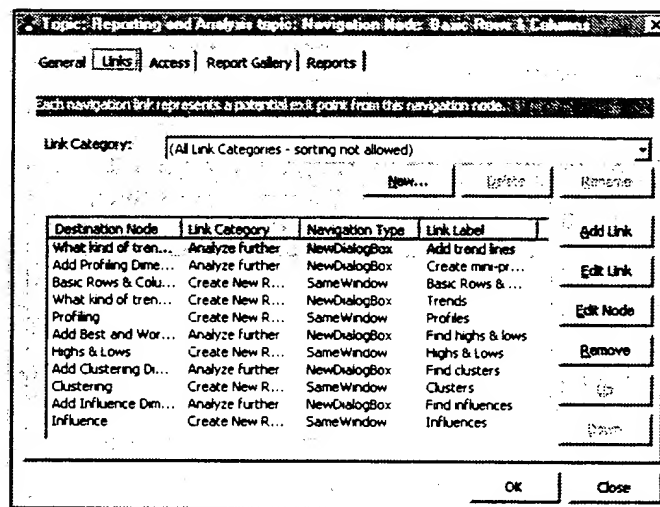 Topic: Reporting and Analysis topic: Navigation Node: Basic Rows & Columns
General Links Access Report Gallery Reports
Each navigation link represents a potential exit point from this navigation node.
Link Category: (All Link Categories - sorting not allowed)
New... Delete Rename
Destination Node Link Category Navigation Type Link Label
What kind of tren... Analyze further NewDialogBox Add trend lines
Add Profiling Dime... Analyze further NewDialogBox Create mini-pr...
Basic Rows & Colu... Create New R... SameWindow Basic Rows & ...
What kind of tren... Create New R... NewDialogBox Trends
Profiling Create New R... SameWindow Profiles
Add Best and Wor... Analyze further NewDialogBox Find highs & lows
Highs & Lows Create New R... SameWindow Highs & Lows
Add Clustering Di... Analyze further NewDialogBox Find clusters
Clustering Create New R... SameWindow Clusters
Add Influence Dim... Analyze further NewDialogBox Find influences
Influence Create New R... SameWindow Influences
Add Link
Edit Link
Edit Node
Remove
Up
Down
OK Close